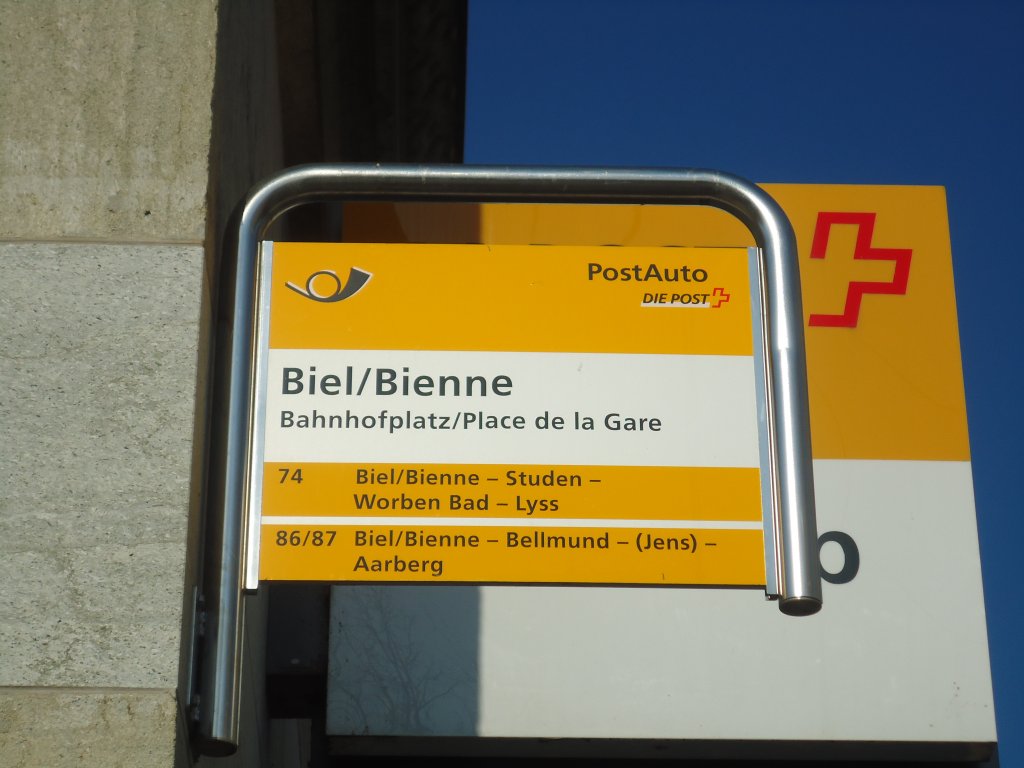 PostAuto
DIE POST
Biel/Bienne
Bahnhofplatz/Place de la Gare
74 Biel/Bienne – Studen –
Worben Bad – Lyss
86/87 Biel/Bienne – Bellmund – (Jens) –
Aarberg